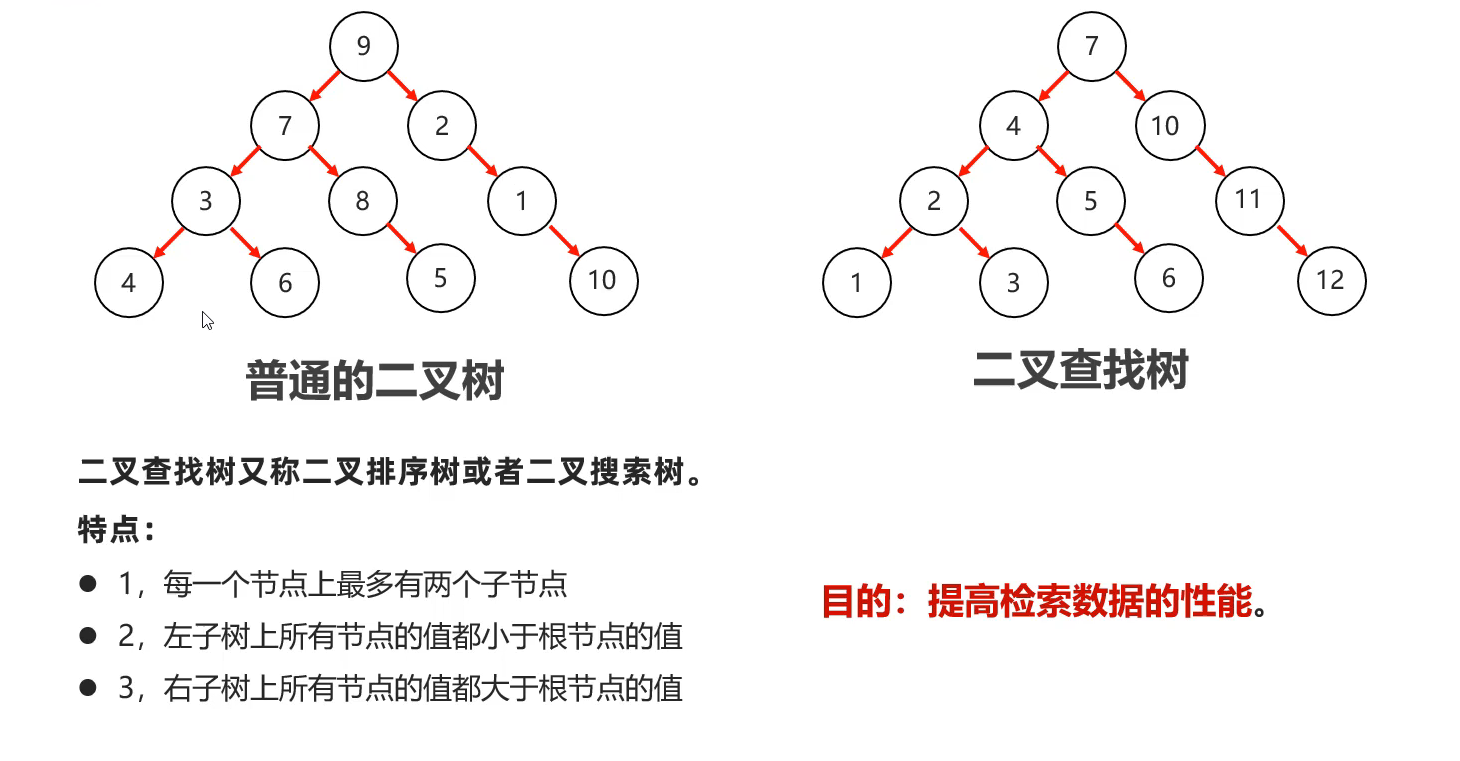 9
7
2
3
8
1
4
6
5
10
普通的二叉树
7
4
10
2
5
11
1
3
6
12
二叉查找树
二叉查找树又称二叉排序树或者二叉搜索树。
特点：
● 1，每一个节点上最多有两个子节点
● 2，左子树上所有节点的值都小于根节点的值
● 3，右子树上所有节点的值都大于根节点的值
目的：提高检索数据的性能。